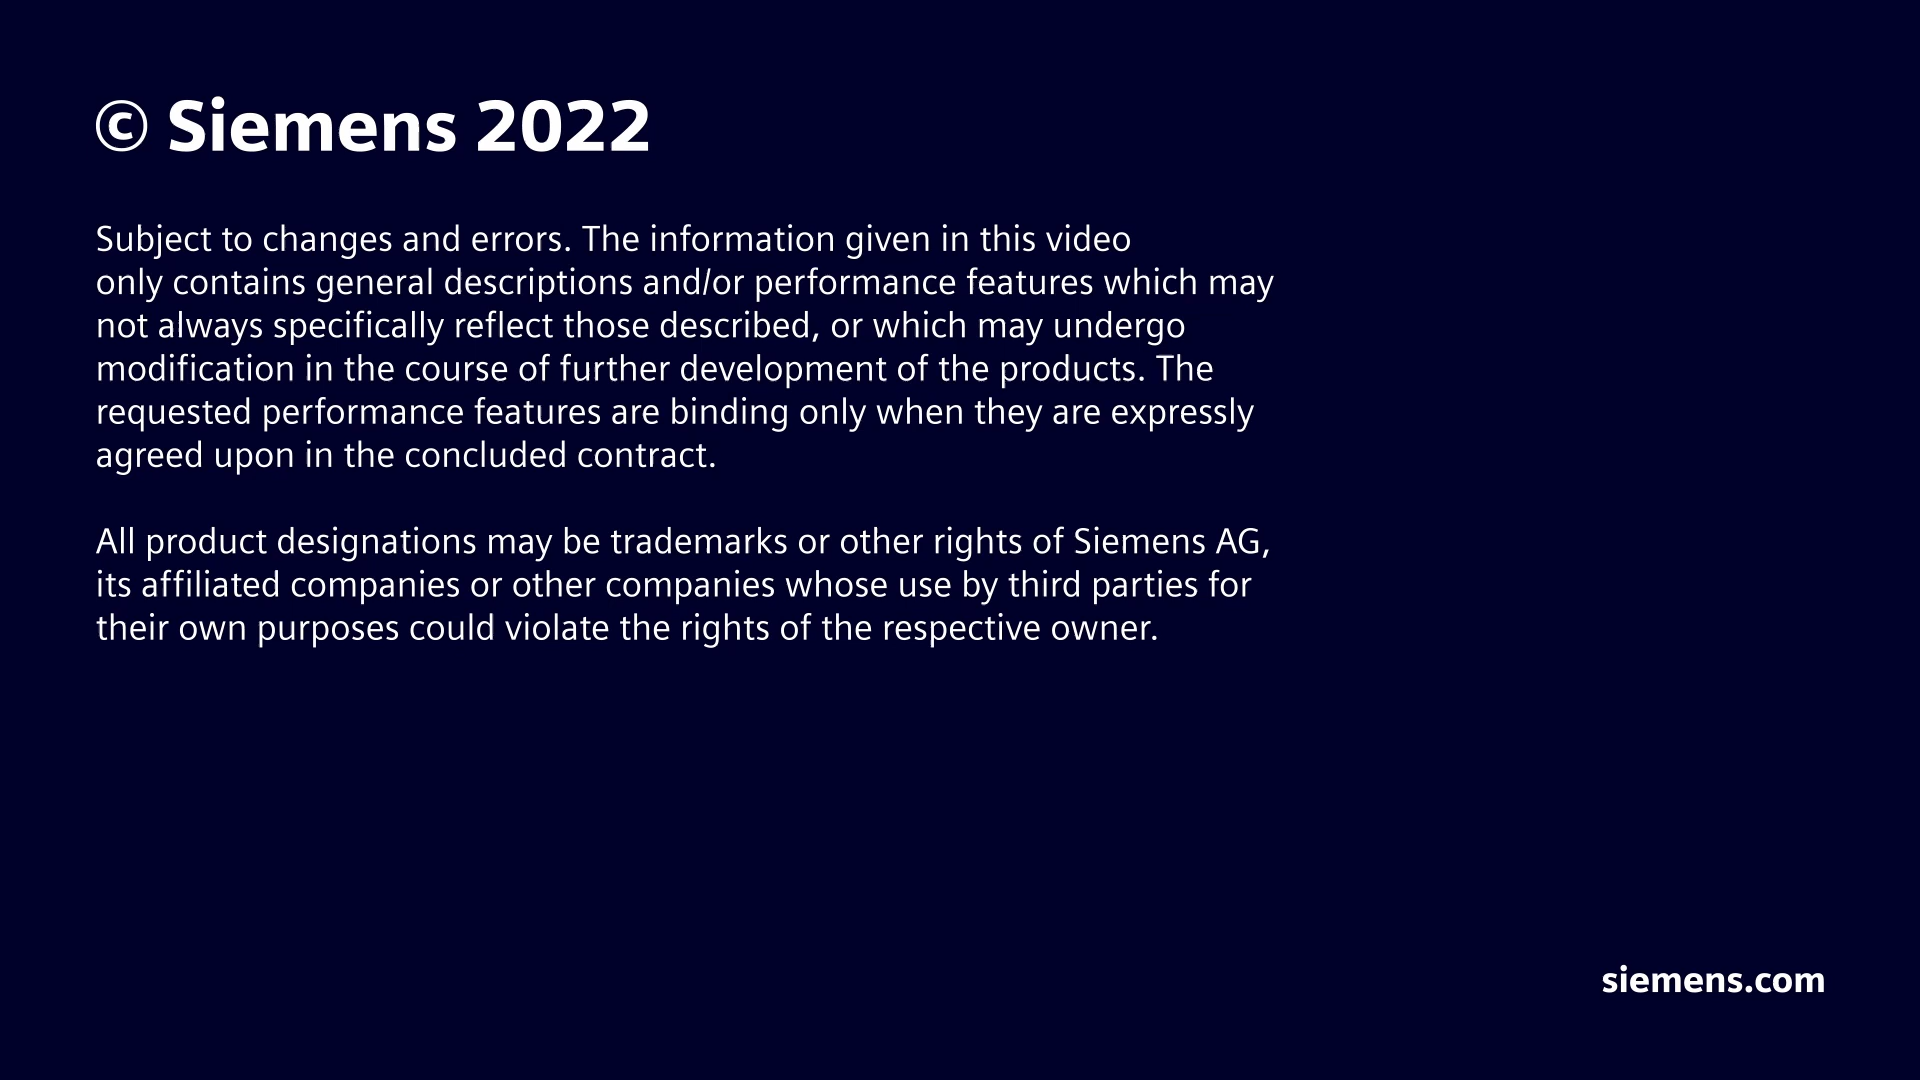 © Siemens 2022
Subject to changes and errors. The information given in this video
only contains general descriptions and/or performance features which may
not always specifically reflect those described, or which may undergo
modification in the course of further development of the products. The
requested performance features are binding only when they are expressly
agreed upon in the concluded contract.
All product designations may be trademarks or other rights of Siemens AG,
its affiliated companies or other companies whose use by third parties for
their own purposes could violate the rights of the respective owner.
siemens.com